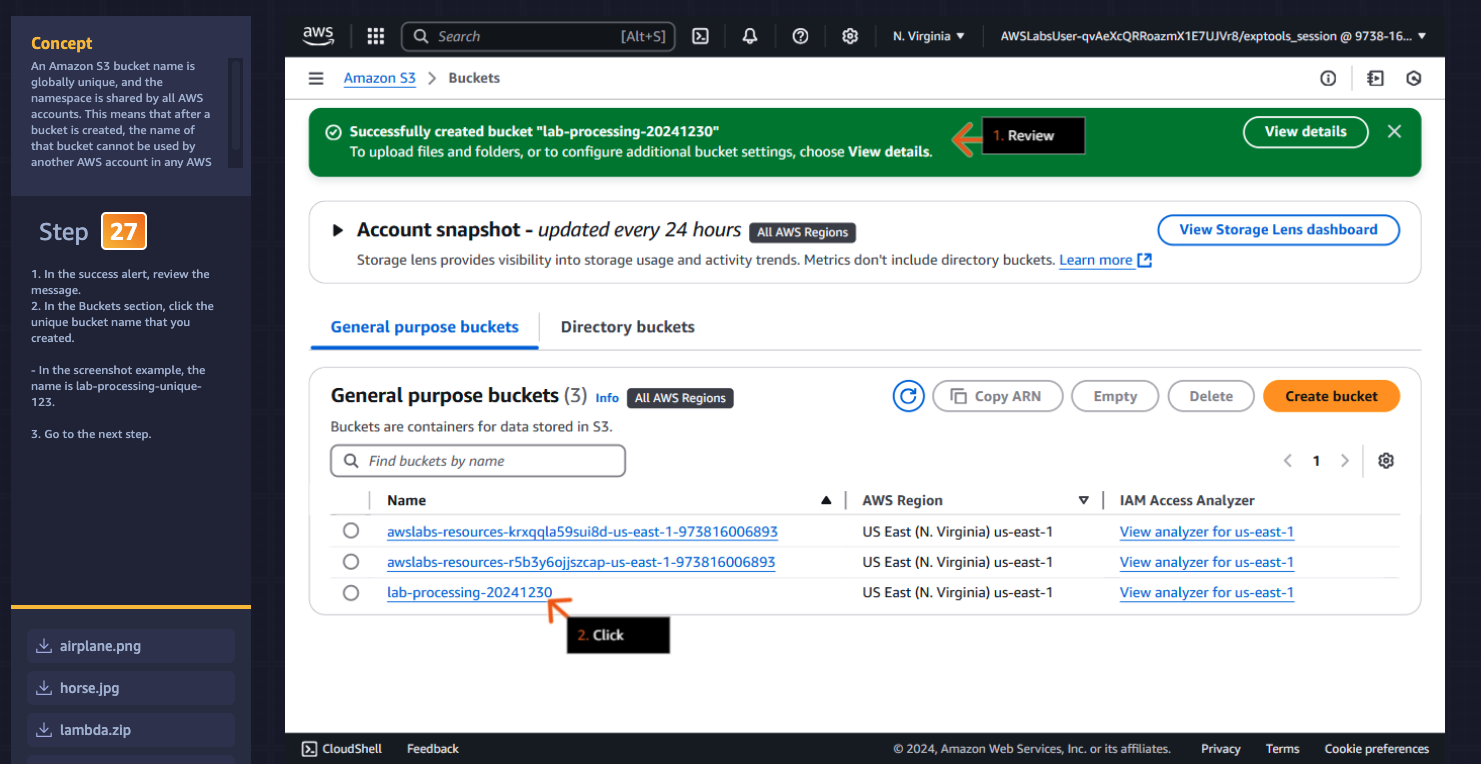 Concept
An Amazon S3 bucket name is
globally unique, and the
namespace is shared by all AWS
accounts. This means that after a
bucket is created, the name of
that bucket cannot be used by
another AWS account in any AWS
Step 27
1. In the success alert, review the
message.
2. In the Buckets section, click the
unique bucket name that you
created.
- In the screenshot example, the
name is lab-processing-unique-
123.
3. Go to the next step.
airplane.png
horse.jpg
lambda.zip
aws
Search [Alt+S]
N. Virginia ▼
AWSLabsUser-qvAeXcQRRoazmX1E7UJVr8/exptools_session @ 9738-16... ▼
Amazon S3 > Buckets
Successfully created bucket "lab-processing-20241230"
To upload files and folders, or to configure additional bucket settings, choose View details.
1. Review
View details
Account snapshot - updated every 24 hours All AWS Regions
View Storage Lens dashboard
Storage lens provides visibility into storage usage and activity trends. Metrics don't include directory buckets. Learn more
General purpose buckets Directory buckets
General purpose buckets (3) Info All AWS Regions
Copy ARN Empty Delete Create bucket
Buckets are containers for data stored in S3.
Find buckets by name
1
Name AWS Region IAM Access Analyzer
awslabs-resources-krxqqla59sui8d-us-east-1-973816006893 US East (N. Virginia) us-east-1 View analyzer for us-east-1
awslabs-resources-r5b3y6ojjszcap-us-east-1-973816006893 US East (N. Virginia) us-east-1 View analyzer for us-east-1
lab-processing-20241230 US East (N. Virginia) us-east-1 View analyzer for us-east-1
2. Click
CloudShell Feedback
© 2024, Amazon Web Services, Inc. or its affiliates. Privacy Terms Cookie preferences